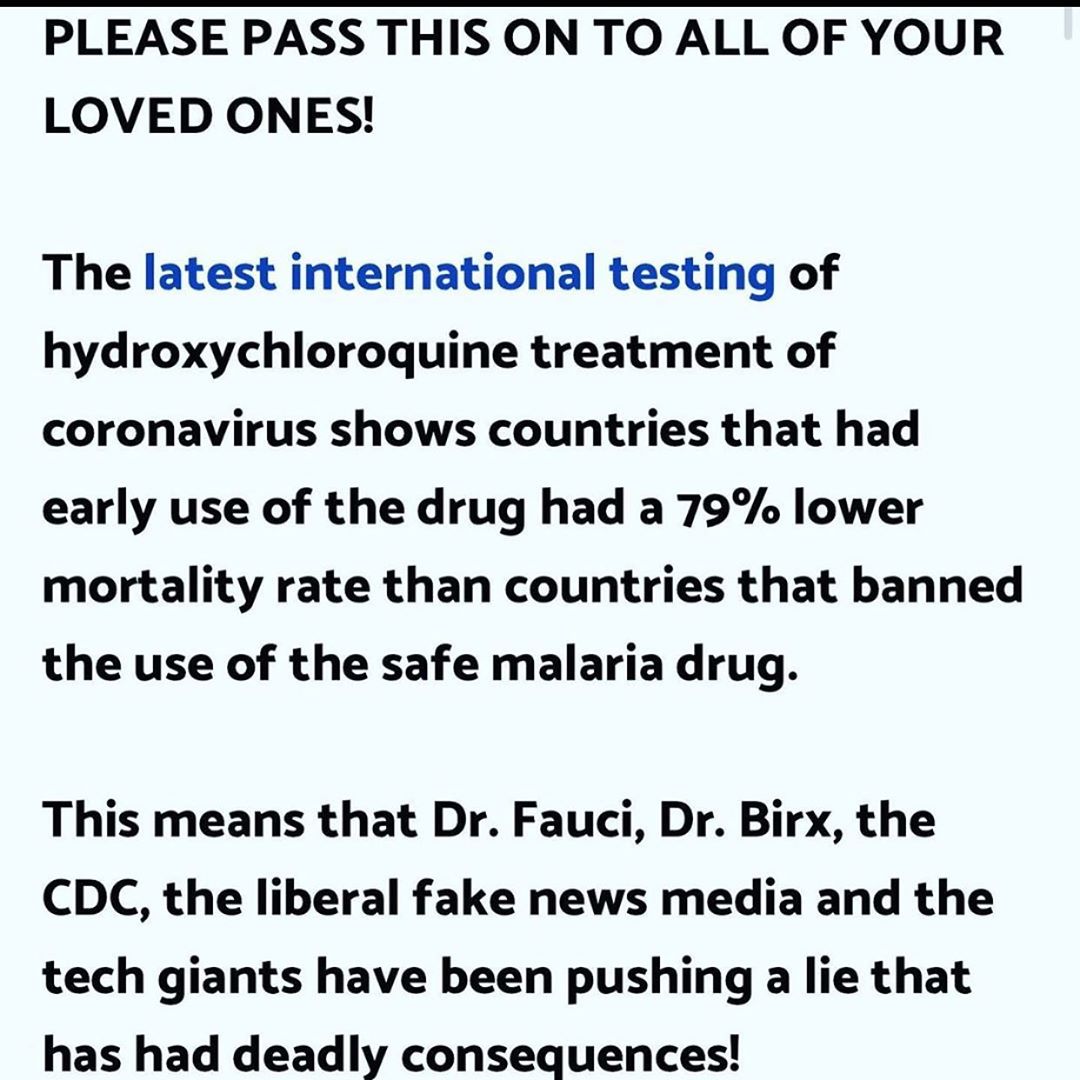 PLEASE PASS THIS ON TO ALL OF YOUR
LOVED ONES!
The latest international testing of
hydroxychloroquine treatment of
coronavirus shows countries that had
early use of the drug had a 79% lower
mortality rate than countries that banned
the use of the safe malaria drug.
This means that Dr. Fauci, Dr. Birx, the
CDC, the liberal fake news media and the
tech giants have been pushing a lie that
has had deadly consequences!